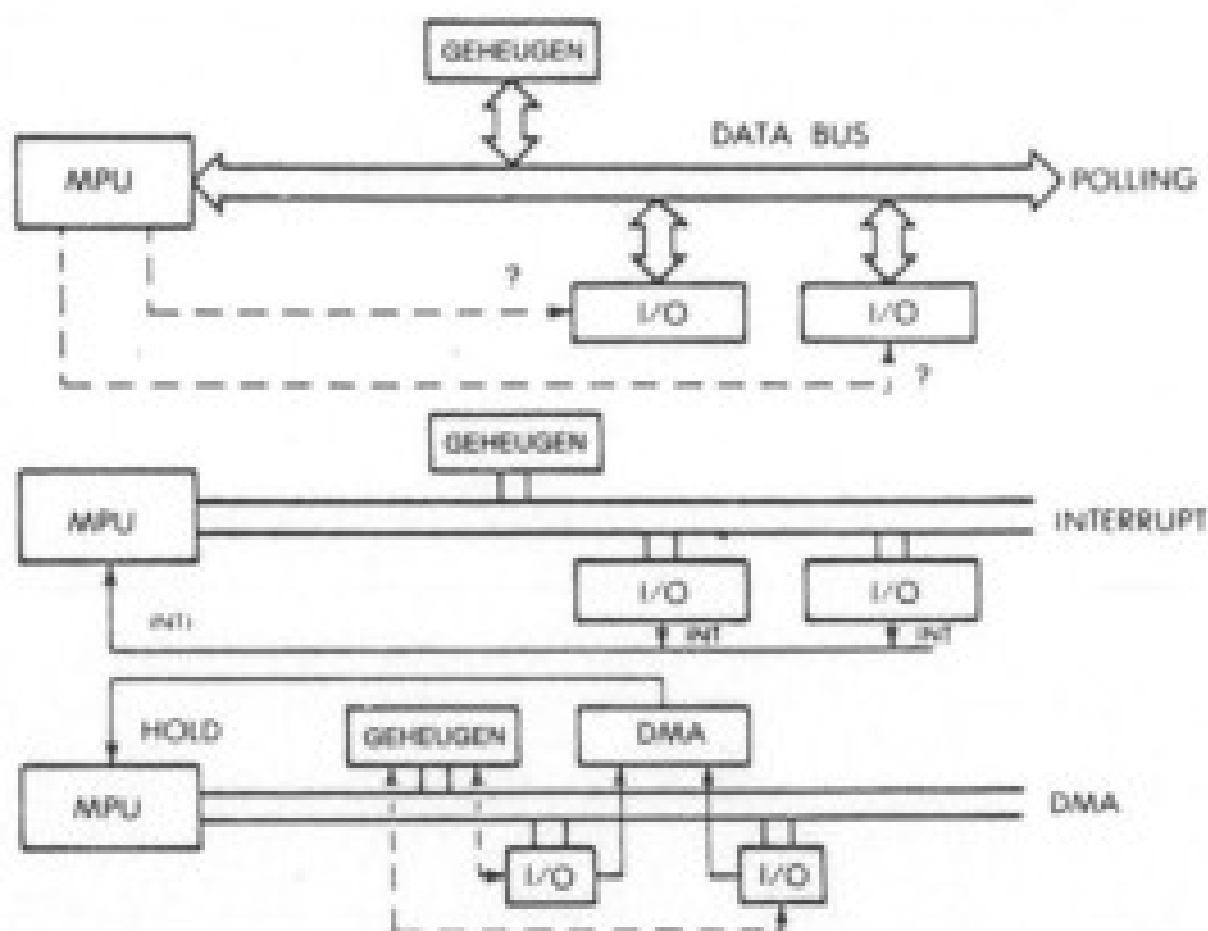 GEHEUGEN
DATA BUS
MPU
POLLING
?
I/O
I/O
?
GEHEUGEN
MPU
INTERRUPT
I/O
I/O
INT
INT
HOLD
GEHEUGEN
DMA
MPU
DMA
I/O
I/O